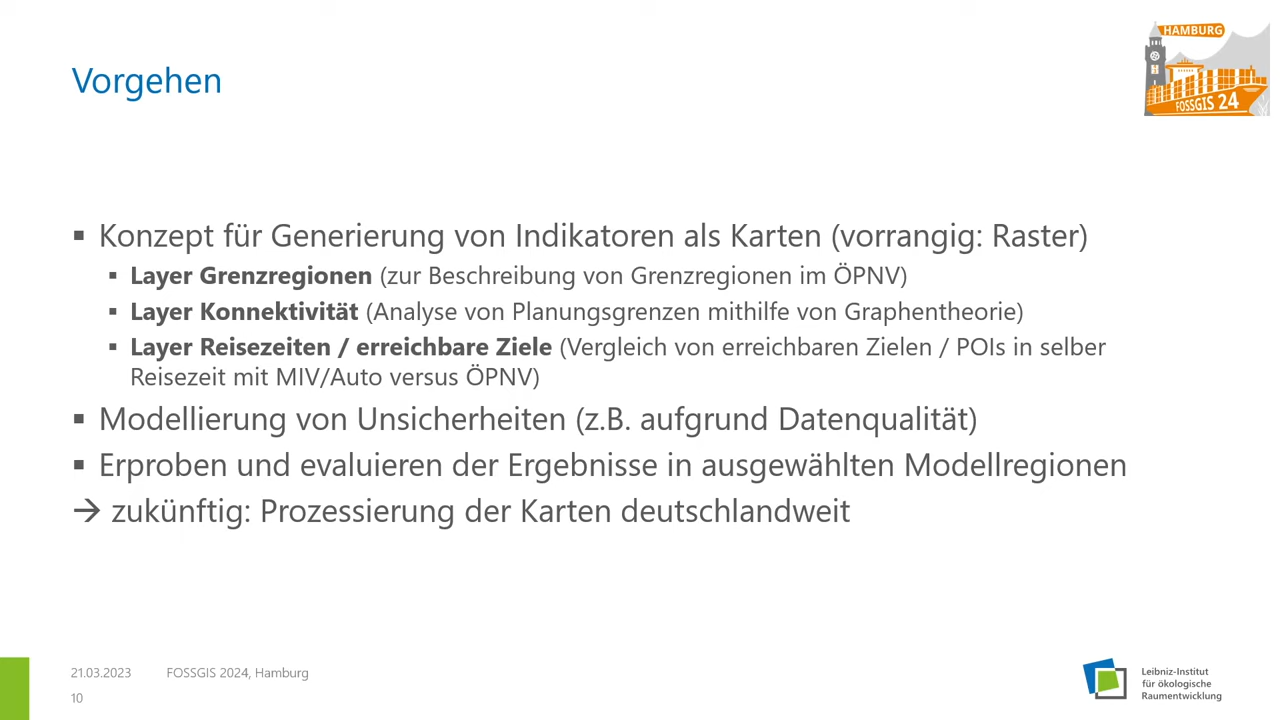 HAMBURG
FOSSGIS 24
Vorgehen
▪ Konzept für Generierung von Indikatoren als Karten (vorrangig: Raster)
▪ Layer Grenzregionen (zur Beschreibung von Grenzregionen im ÖPNV)
▪ Layer Konnektivität (Analyse von Planungsgrenzen mithilfe von Graphentheorie)
▪ Layer Reisezeiten / erreichbare Ziele (Vergleich von erreichbaren Zielen / POIs in selber
Reisezeit mit MIV/Auto versus ÖPNV)
▪ Modellierung von Unsicherheiten (z.B. aufgrund Datenqualität)
▪ Erproben und evaluieren der Ergebnisse in ausgewählten Modellregionen
→ zukünftig: Prozessierung der Karten deutschlandweit
21.03.2023 FOSSGIS 2024, Hamburg
10
Leibniz-Institut
für ökologische
Raumentwicklung